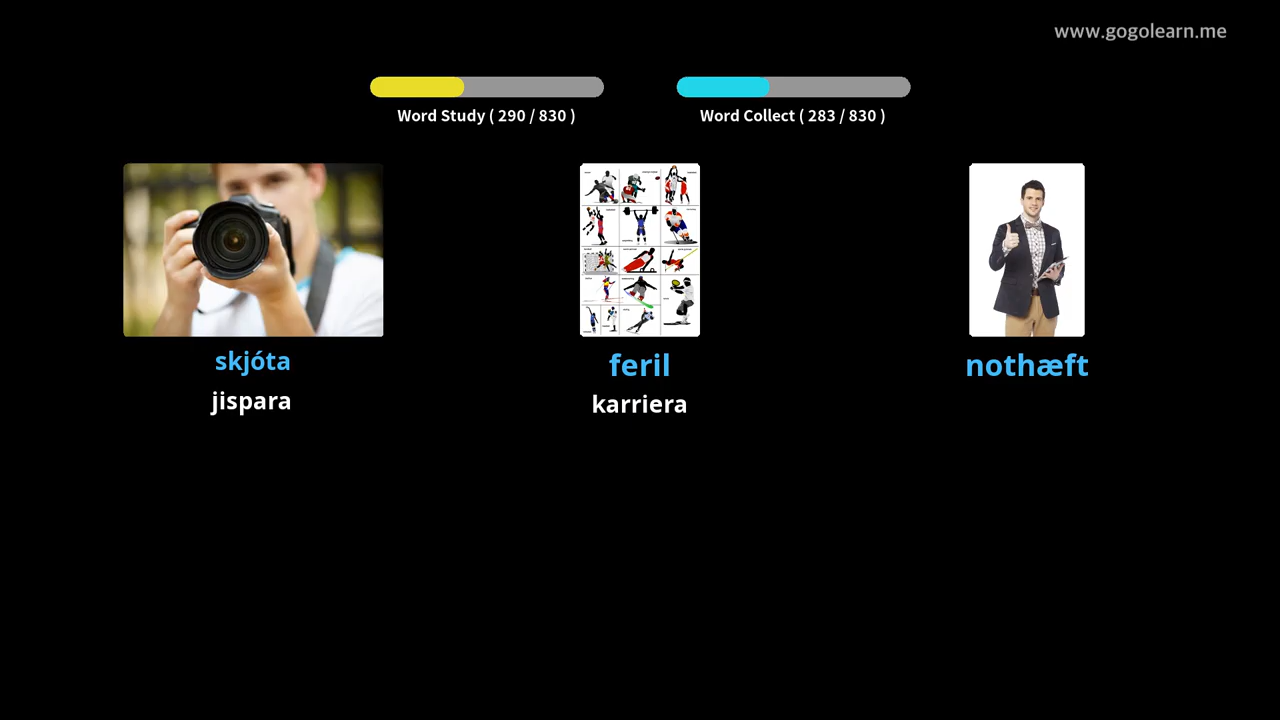 www.gogolearn.me
Word Study ( 290 / 830 )
Word Collect ( 283 / 830 )
skjóta
jispara
feril
karriera
nothæft